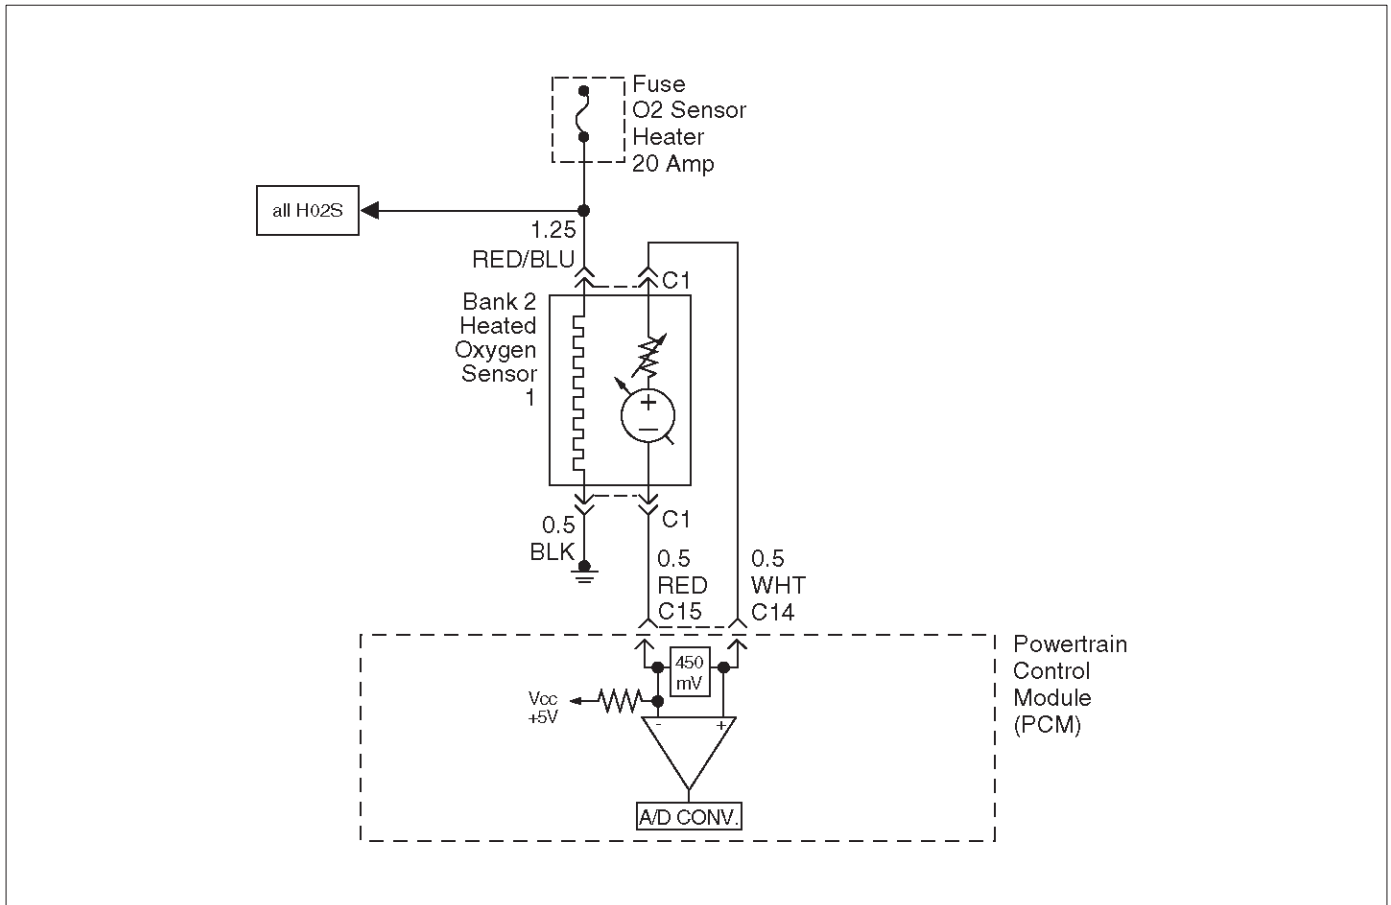 Fuse
O2 Sensor
Heater
20 Amp
all H02S
1.25
RED/BLU
C1
Bank 2
Heated
Oxygen
Sensor
1
+
—
C1
0.5
BLK
0.5
RED
C15
0.5
WHT
C14
Powertrain
Control
Module
(PCM)
450
mV
Vcc
+5V
- +
A/D CONV.